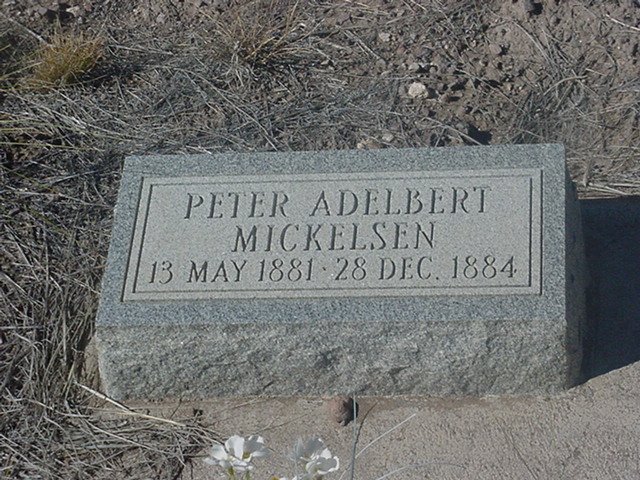 PETER ADELBERT
MICKELSEN
13 MAY 1881 · 28 DEC. 1884